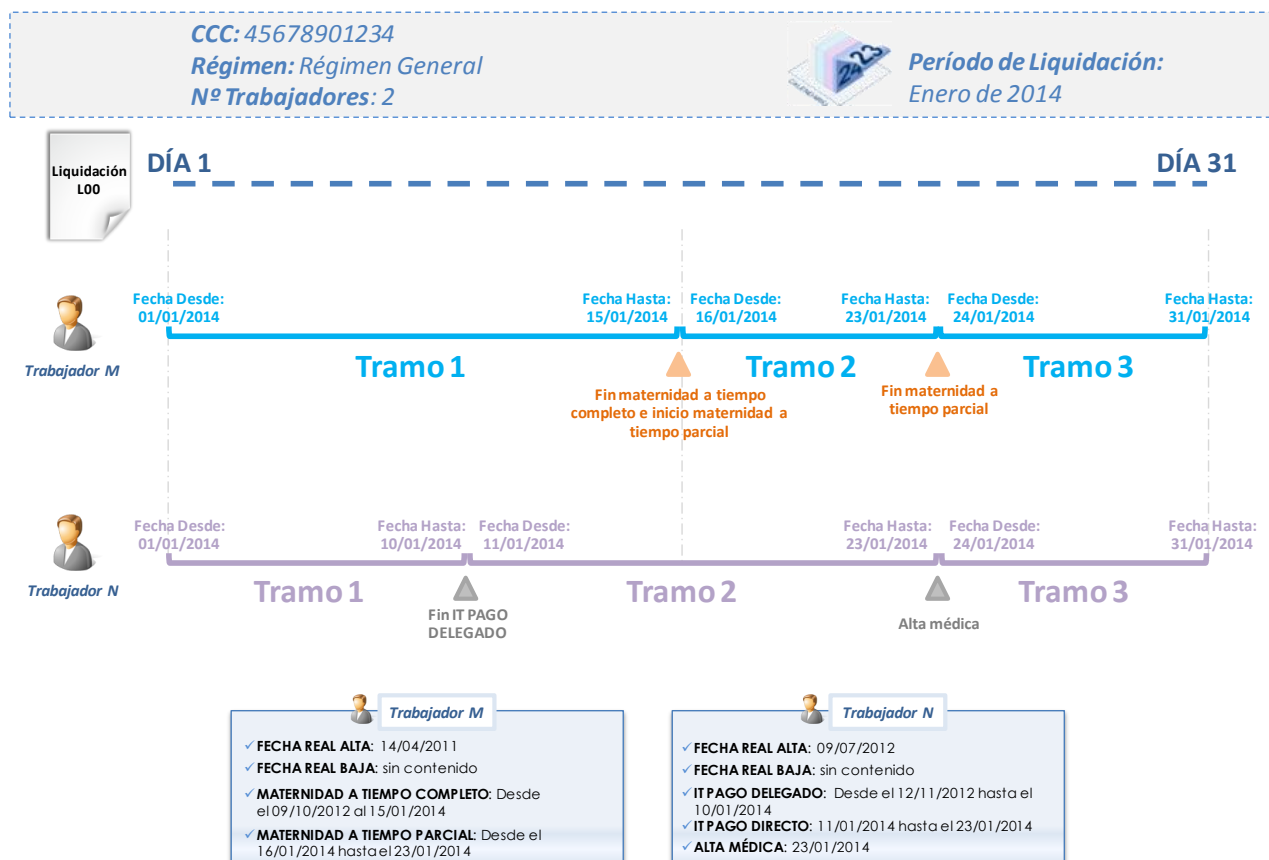 CCC: 45678901234
Régimen: Régimen General
Nº Trabajadores: 2
24 23
CALENDARIO
Período de Liquidación:
Enero de 2014
Liquidación
L00
DÍA 1
DÍA 31
Trabajador M
Fecha Desde:
01/01/2014
Fecha Hasta:
15/01/2014
Fecha Desde:
16/01/2014
Fecha Hasta:
23/01/2014
Fecha Desde:
24/01/2014
Fecha Hasta:
31/01/2014
Tramo 1
Tramo 2
Tramo 3
Fin maternidad a tiempo
completo e inicio maternidad a
tiempo parcial
Fin maternidad a
tiempo parcial
Trabajador N
Fecha Desde:
01/01/2014
Fecha Hasta:
10/01/2014
Fecha Desde:
11/01/2014
Fecha Hasta:
23/01/2014
Fecha Desde:
24/01/2014
Fecha Hasta:
31/01/2014
Tramo 1
Tramo 2
Tramo 3
Fin IT PAGO
DELEGADO
Alta médica
Trabajador M
FECHA REAL ALTA: 14/04/2011
FECHA REAL BAJA: sin contenido
MATERNIDAD A TIEMPO COMPLETO: Desde
el 09/10/2012 al 15/01/2014
MATERNIDAD A TIEMPO PARCIAL: Desde el
16/01/2014 hasta el 23/01/2014
Trabajador N
FECHA REAL ALTA: 09/07/2012
FECHA REAL BAJA: sin contenido
IT PAGO DELEGADO: Desde el 12/11/2012 hasta el
10/01/2014
IT PAGO DIRECTO: 11/01/2014 hasta el 23/01/2014
ALTA MÉDICA: 23/01/2014